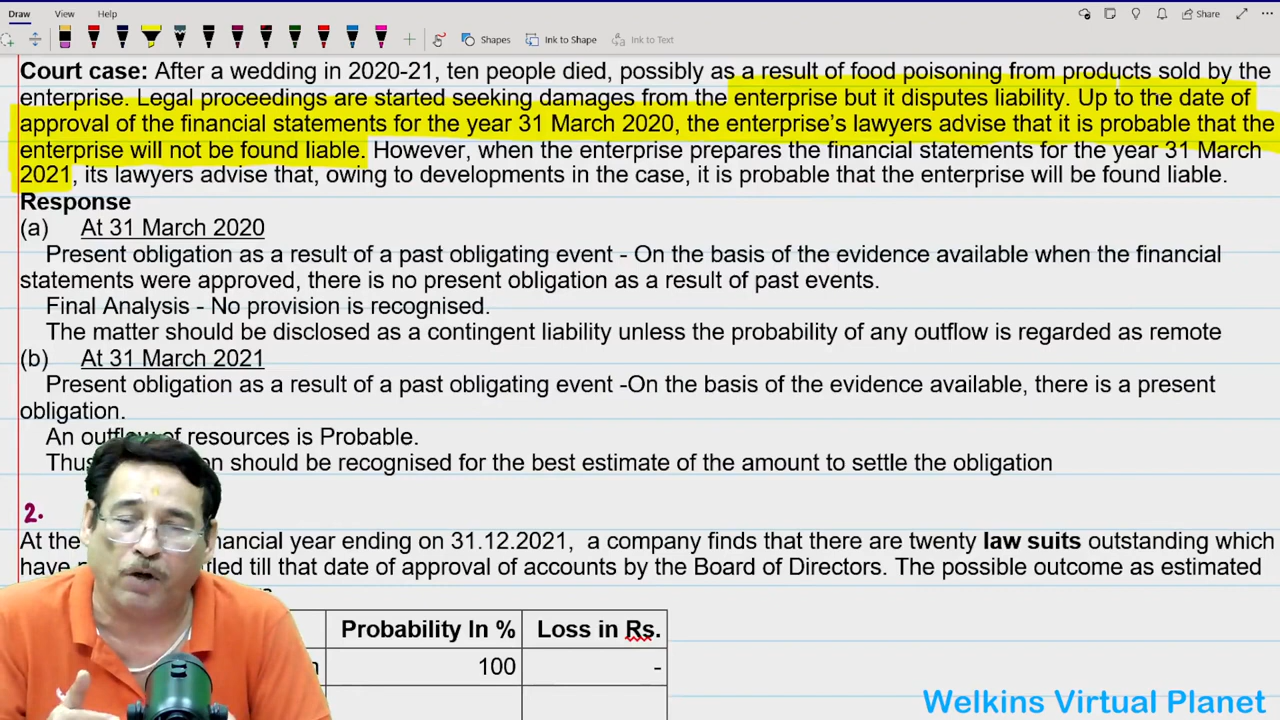 Draw View Help Share
Shapes Ink to Shape Ink to Text
Court case: After a wedding in 2020-21, ten people died, possibly as a result of food poisoning from products sold by the
enterprise. Legal proceedings are started seeking damages from the enterprise but it disputes liability. Up to the date of
approval of the financial statements for the year 31 March 2020, the enterprise's lawyers advise that it is probable that the
enterprise will not be found liable. However, when the enterprise prepares the financial statements for the year 31 March
2021, its lawyers advise that, owing to developments in the case, it is probable that the enterprise will be found liable.
Response
(a) At 31 March 2020
Present obligation as a result of a past obligating event - On the basis of the evidence available when the financial
statements were approved, there is no present obligation as a result of past events.
Final Analysis - No provision is recognised.
The matter should be disclosed as a contingent liability unless the probability of any outflow is regarded as remote
(b) At 31 March 2021
Present obligation as a result of a past obligating event -On the basis of the evidence available, there is a present
obligation.
An outflow of resources is Probable.
should be recognised for the best estimate of the amount to settle the obligation
2.
At the financial year ending on 31.12.2021, a company finds that there are twenty law suits outstanding which
have till that date of approval of accounts by the Board of Directors. The possible outcome as estimated
Probability In % Loss in Rs.
100 -
Welkins Virtual Planet